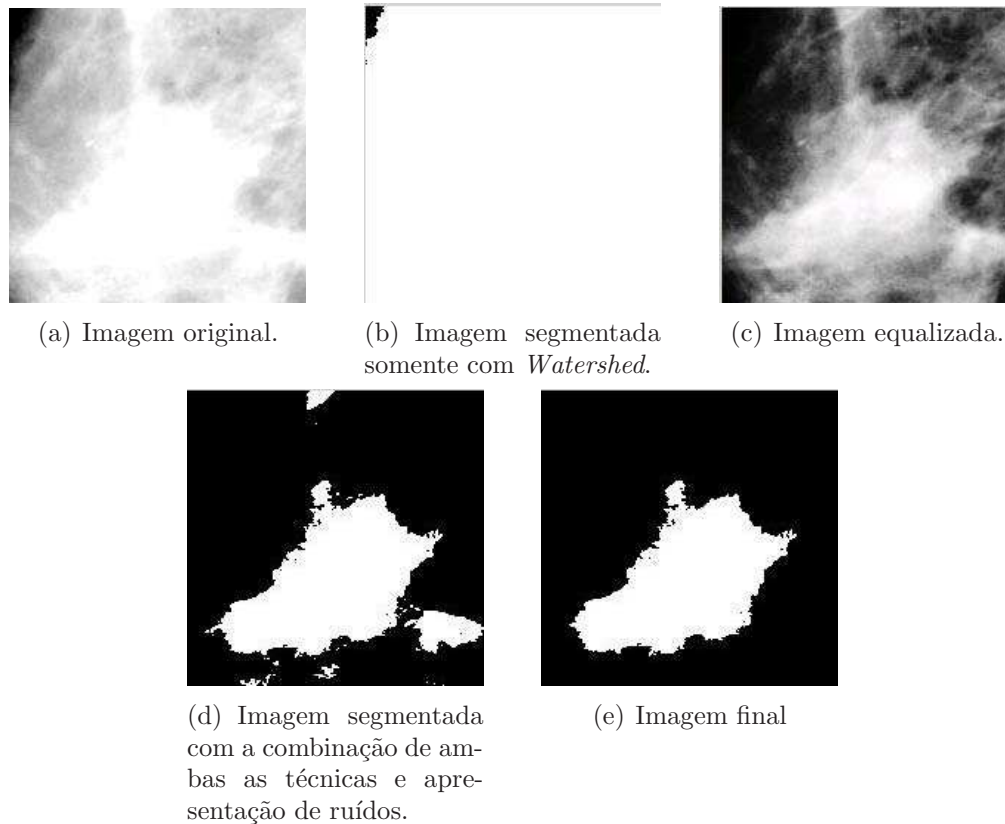 (a) Imagem original.
(b) Imagem segmentada
somente com Watershed.
(c) Imagem equalizada.
(d) Imagem segmentada
com a combinação de am-
bas as técnicas e apre-
sentação de ruídos.
(e) Imagem final